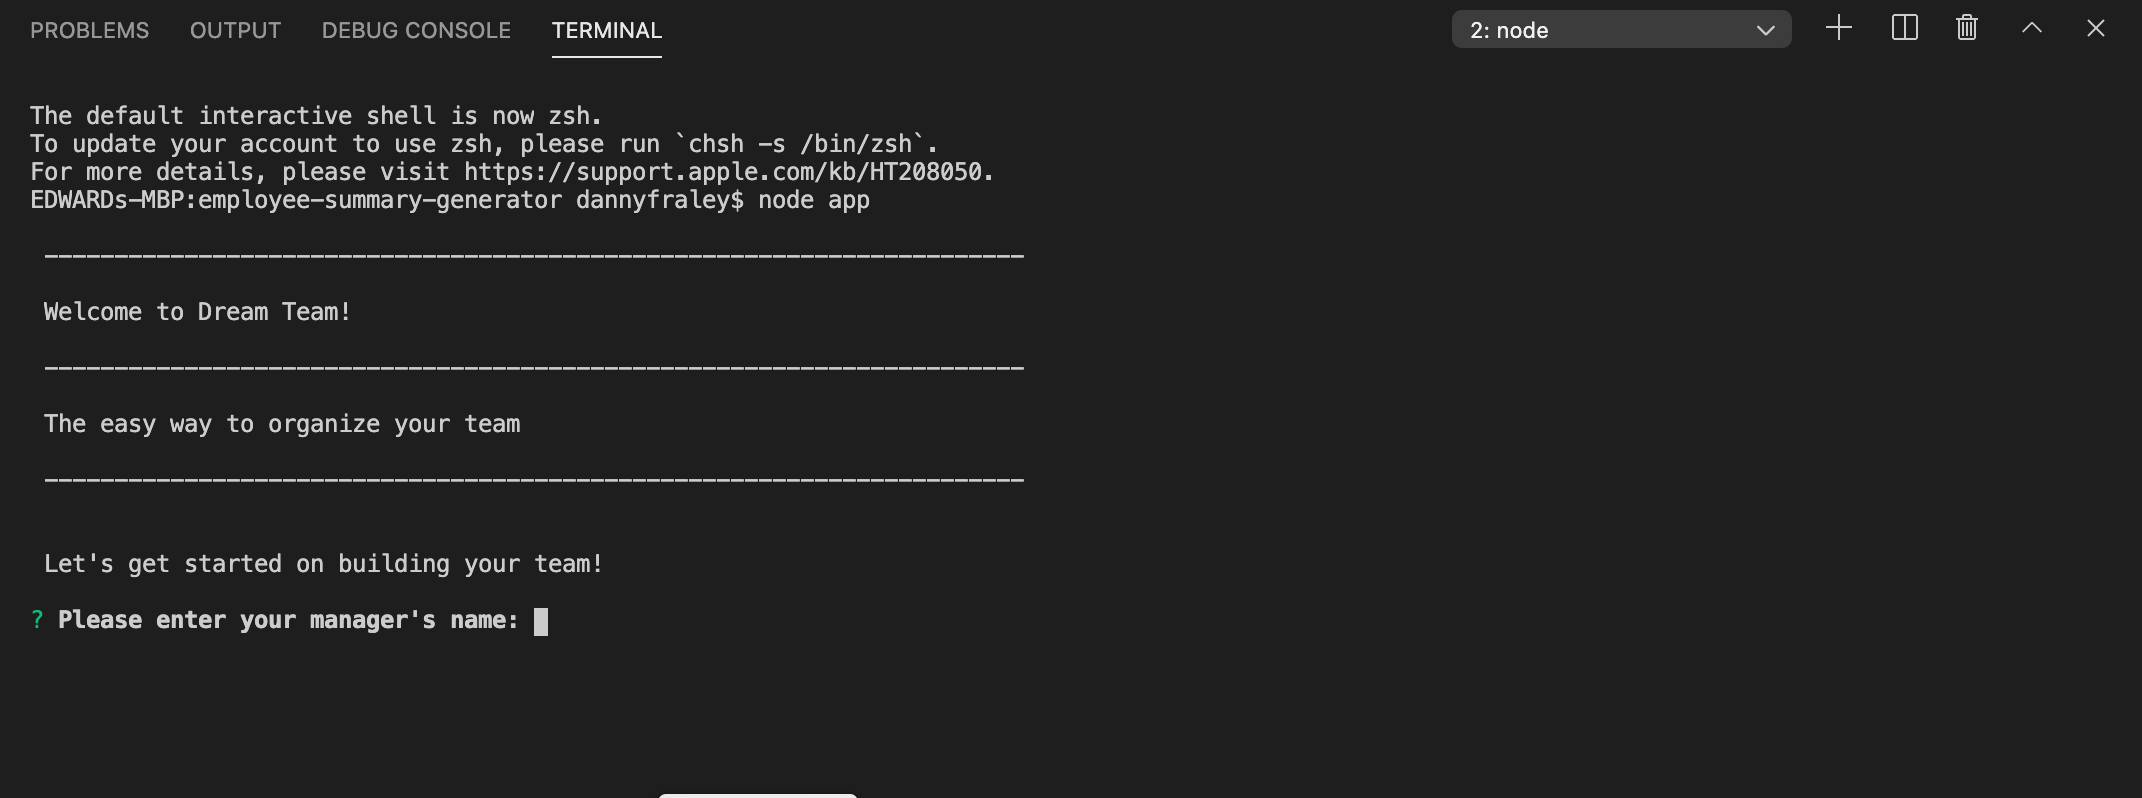 PROBLEMS OUTPUT DEBUG CONSOLE TERMINAL 2: node
The default interactive shell is now zsh.
To update your account to use zsh, please run `chsh -s /bin/zsh`.
For more details, please visit https://support.apple.com/kb/HT208050.
EDWARDs-MBP:employee-summary-generator dannyfraley$ node app
----------------------------------------------------------------------
Welcome to Dream Team!
----------------------------------------------------------------------
The easy way to organize your team
----------------------------------------------------------------------
Let's get started on building your team!
? Please enter your manager's name: